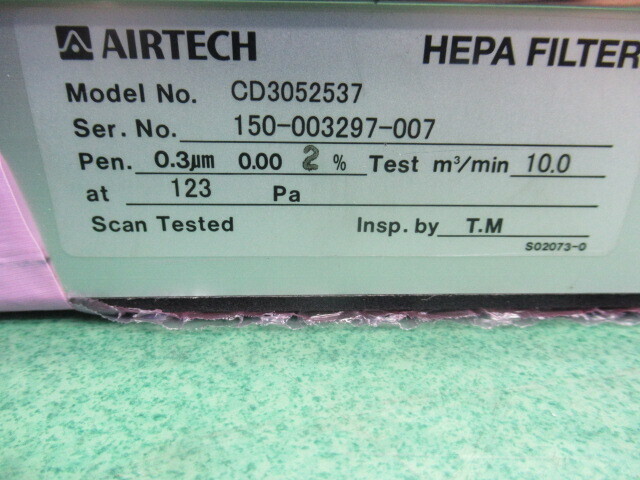 AIRTECH HEPA FILTER
Model No. CD3052537
Ser. No. 150-003297-007
Pen. 0.3μm 0.00 2 % Test m³/min 10.0
at 123 Pa
Scan Tested Insp. by T.M
S02073-0